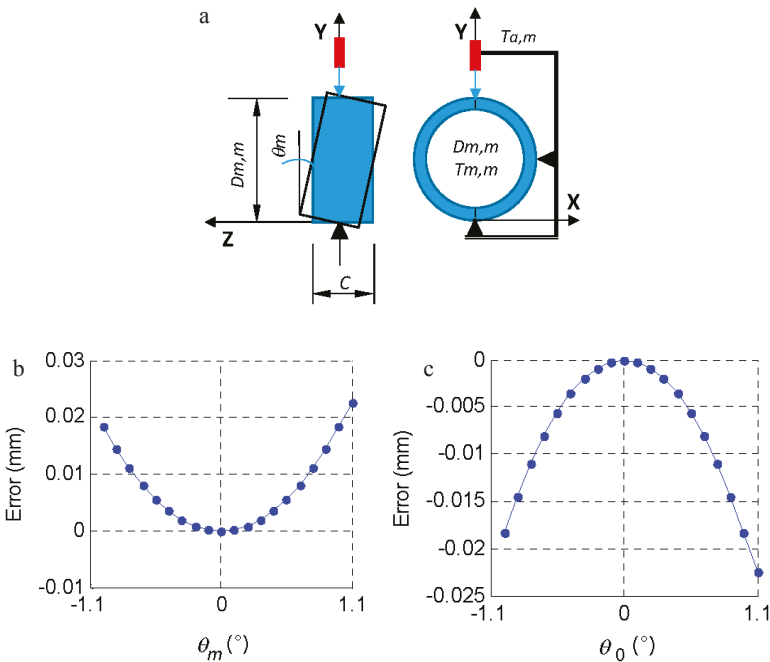 a
Y
Y
Ta,m
Dm,m
θm
Dm,m
Tm,m
Z
X
C
b
Error (mm)
0.03
0.02
0.01
0
-0.01
-1.1
0
1.1
θm (°)
c
Error (mm)
0
-0.005
-0.01
-0.015
-0.02
-0.025
-1.1
0
1.1
θ0 (°)